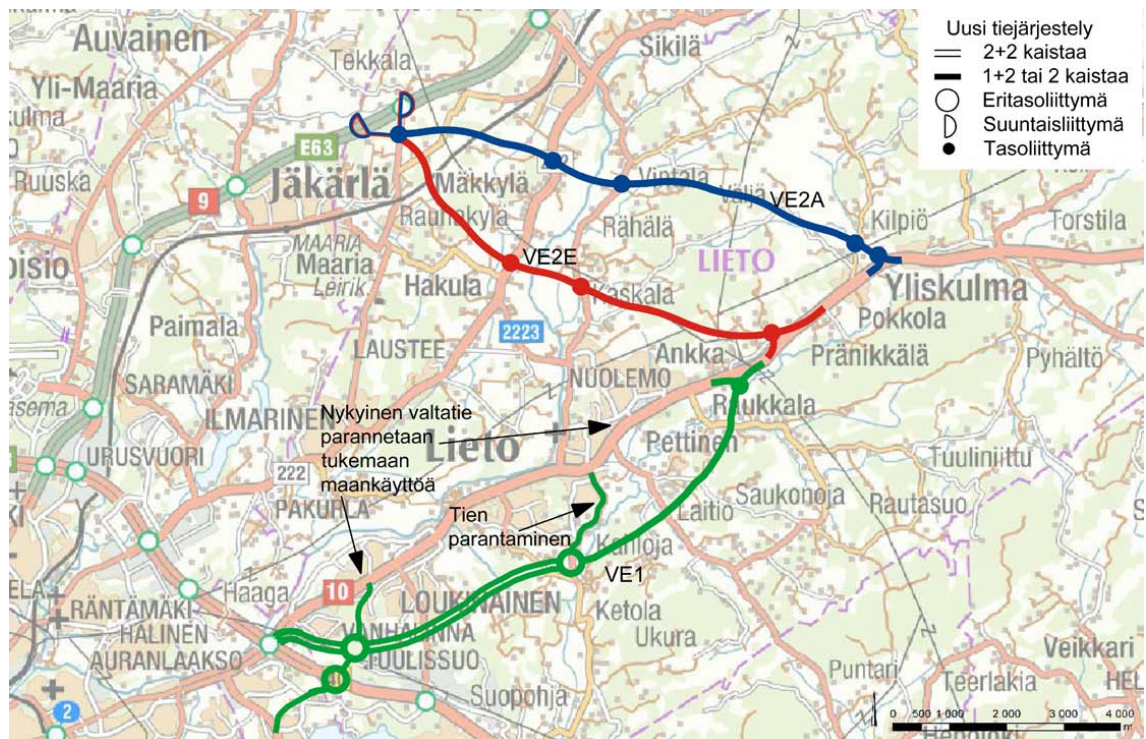 Auvainen
Tekkälä
Sikilä
Uusi tiejärjestely
2+2 kaistaa
1+2 tai 2 kaistaa
Eritasoliittymä
Suuntaisliittymä
Tasoliittymä
Yli-Maaria
E63
Ruuska
9
Jäkärlä
Mäkkylä
Vintala
Väljä
VE2A
Kilpiö
Torstila
Raumakylä
Rähälä
MAARIA
Maaria
Leirik.
VE2E
LIETO
Hakula
Kaskala
Yliskulma
Paimala
2223
Pokkola
LAUSTEE
Ankka
Pränikkälä
Pyhältö
SARAMÄKI
NUOLEMO
ILMARINEN
Nykyinen valtatie
parannetaan
tukemaan
maankäyttöä
Raukkala
Lieto
Pettinen
URUSVUORI
222
PAKURLA
Tuuliniittu
Saukonoja
Rautasuo
Laitio
Tien
parantaminen
VE1
Haaga
10
LOUKINAINEN
RÄNTÄMÄKI
Ketola
HALINEN
VANHALINNA
Ukura
AURANLAAKSO
TUULISSUO
Veikkari
Puntari
Suopohja
Teerlakia
2
0
500
1 000
2 000
3 000
4 000
m